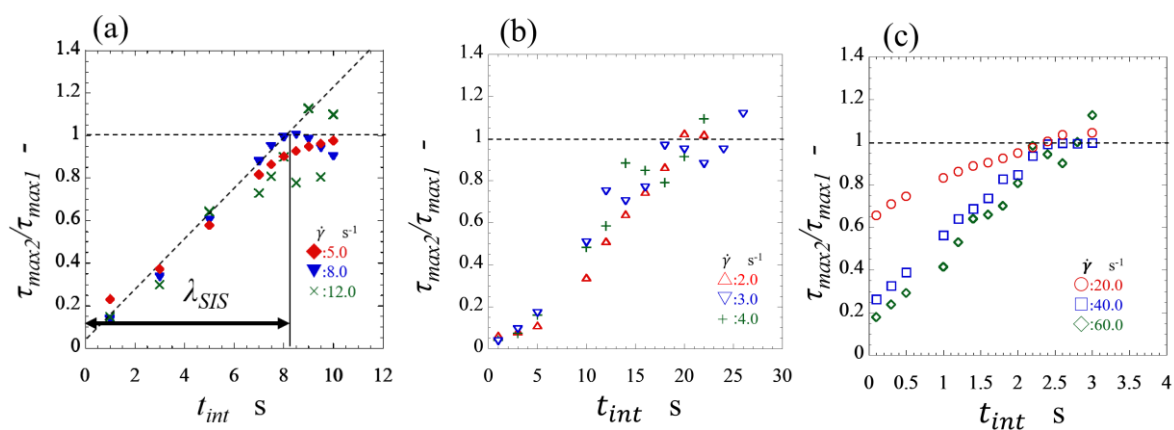 (a)
τmax2/τmax1 -
1.4
1.2
1
0.8
0.6
0.4
0.2
0
λSIS
γ̇ s-1
:5.0
:8.0
:12.0
0 2 4 6 8 10 12
tint s
(b)
τmax2/τmax1 -
1.4
1.2
1
0.8
0.6
0.4
0.2
0
γ̇ s-1
:2.0
:3.0
:4.0
0 5 10 15 20 25 30
tint s
(c)
τmax2/τmax1 -
1.4
1.2
1
0.8
0.6
0.4
0.2
0
γ̇ s-1
:20.0
:40.0
:60.0
0 0.5 1 1.5 2 2.5 3 3.5 4
tint s